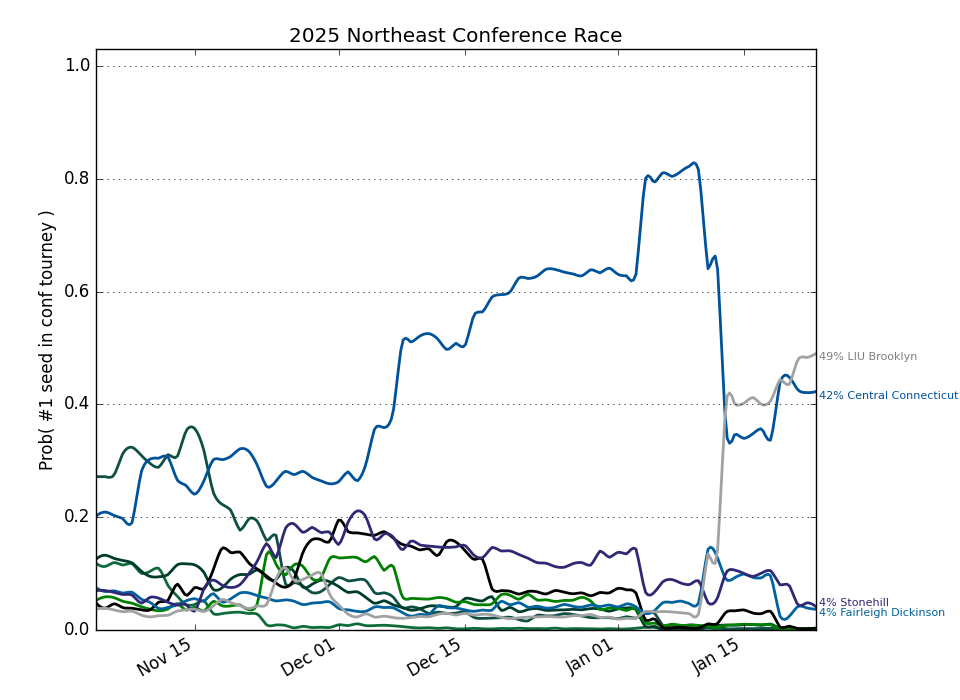 2025 Northeast Conference Race
Prob( #1 seed in conf tourney )
1.0
0.8
0.6
0.4
0.2
0.0
Nov 15
Dec 01
Dec 15
Jan 01
Jan 15
49% LIU Brooklyn
42% Central Connecticut
4% Stonehill
4% Fairleigh Dickinson